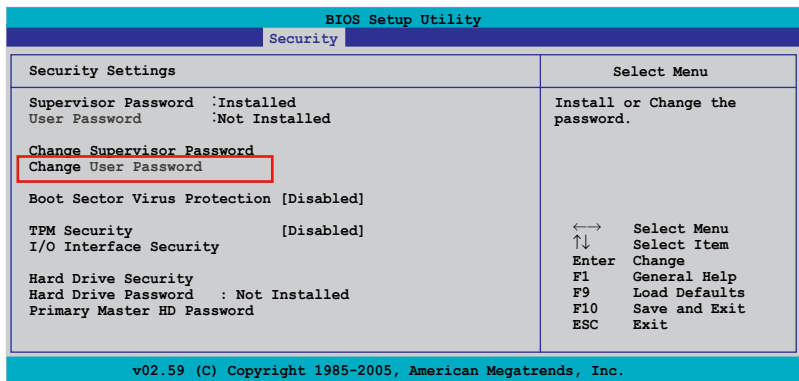 BIOS Setup Utility
Security
Security Settings
Supervisor Password :Installed
User Password :Not Installed
Change Supervisor Password
Change User Password
Boot Sector Virus Protection [Disabled]
TPM Security [Disabled]
I/O Interface Security
Hard Drive Security
Hard Drive Password : Not Installed
Primary Master HD Password
Select Menu
Install or Change the
password.
←→ Select Menu
↑↓ Select Item
Enter Change
F1 General Help
F9 Load Defaults
F10 Save and Exit
ESC Exit
v02.59 (C) Copyright 1985-2005, American Megatrends, Inc.